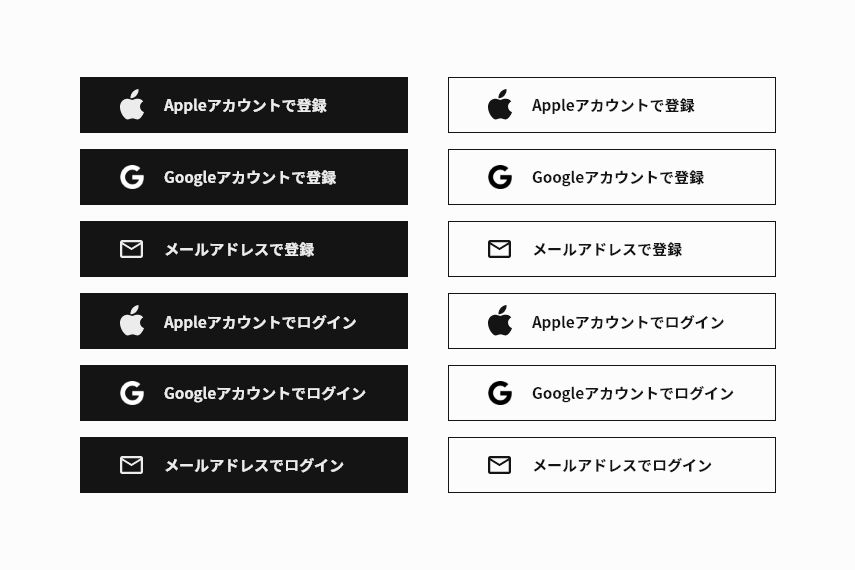 Appleアカウントで登録
Googleアカウントで登録
メールアドレスで登録
Appleアカウントでログイン
Googleアカウントでログイン
メールアドレスでログイン
Appleアカウントで登録
Googleアカウントで登録
メールアドレスで登録
Appleアカウントでログイン
Googleアカウントでログイン
メールアドレスでログイン